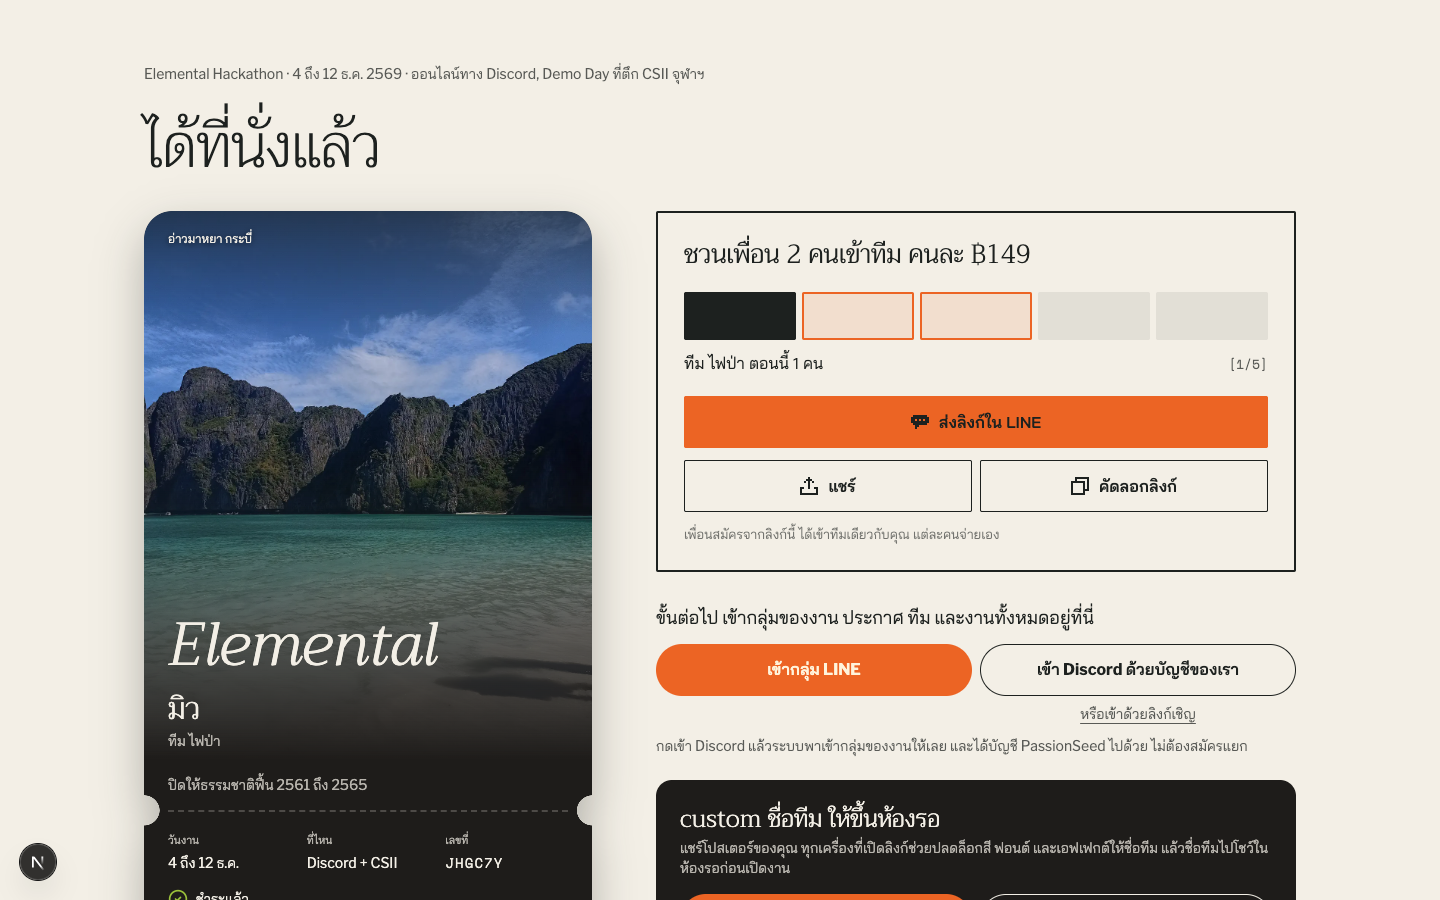 Elemental Hackathon · 4 ถึง 12 ธ.ค. 2569 · ออนไลน์ทาง Discord, Demo Day ที่ตึก CSII จุฬาฯ
ได้ที่นั่งแล้ว
อ่าวมาหยา กระบี่
Elemental
มิว
ทีม ไฟป่า
ปิดให้ธรรมชาติฟื้น 2561 ถึง 2565
วันงาน
ที่ไหน
เลขที่
4 ถึง 12 ธ.ค.
Discord + CSII
JHGC7Y
ชำระแล้ว
ชวนเพื่อน 2 คนเข้าทีม คนละ ฿149
ทีม ไฟป่า ตอนนี้ 1 คน
[1/5]
ส่งลิงก์ใน LINE
แชร์
คัดลอกลิงก์
เพื่อนสมัครจากลิงก์นี้ ได้เข้าทีมเดียวกับคุณ แต่ละคนจ่ายเอง
ขั้นต่อไป เข้ากลุ่มของงาน ประกาศ ทีม และงานทั้งหมดอยู่ที่นี่
เข้ากลุ่ม LINE
เข้า Discord ด้วยบัญชีของเรา
หรือเข้าด้วยลิงก์เชิญ
กดเข้า Discord แล้วระบบพาเข้ากลุ่มของงานให้เลย และได้บัญชี PassionSeed ไปด้วย ไม่ต้องสมัครแยก
custom ชื่อทีม ให้ขึ้นห้องรอ
แชร์โปสเตอร์ของคุณ ทุกเครื่องที่เปิดลิงก์ช่วยปลดล็อกสี ฟอนต์ และเอฟเฟกต์ให้ชื่อทีม แล้วชื่อทีมไปโชว์ใน
ห้องรอก่อนเปิดงาน
N